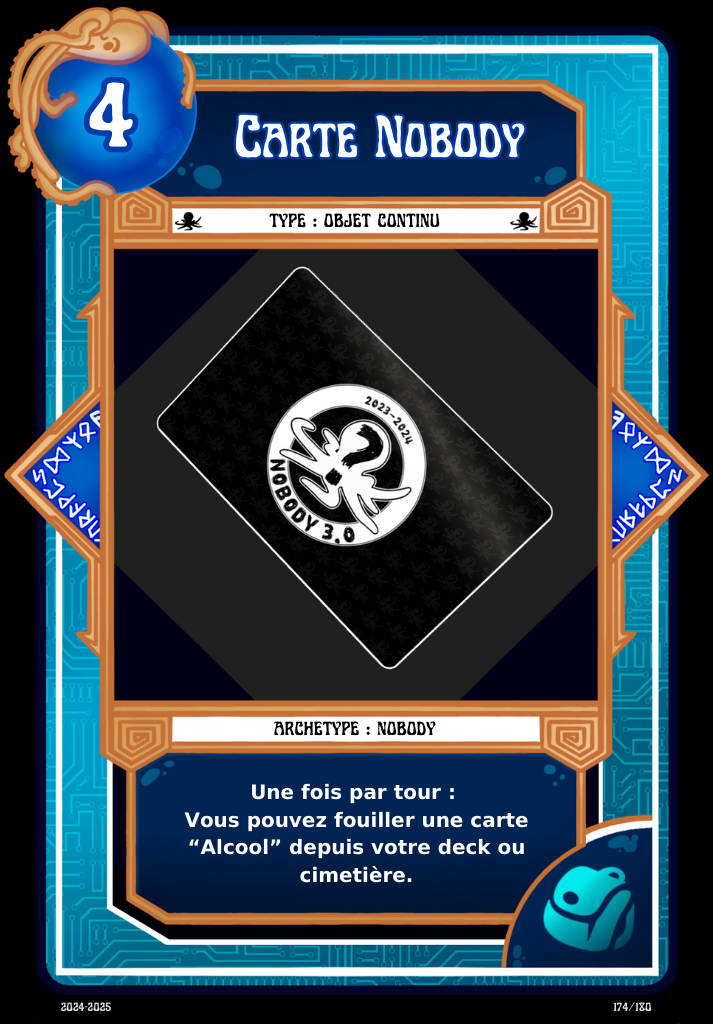 4
Carte Nobody
TYPE : OBJET CONTINU
2023-2024
NOBODY 3.0
ARCHETYPE : NOBODY
Une fois par tour :
Vous pouvez fouiller une carte
“Alcool” depuis votre deck ou
cimetière.
2024-2025
174/180